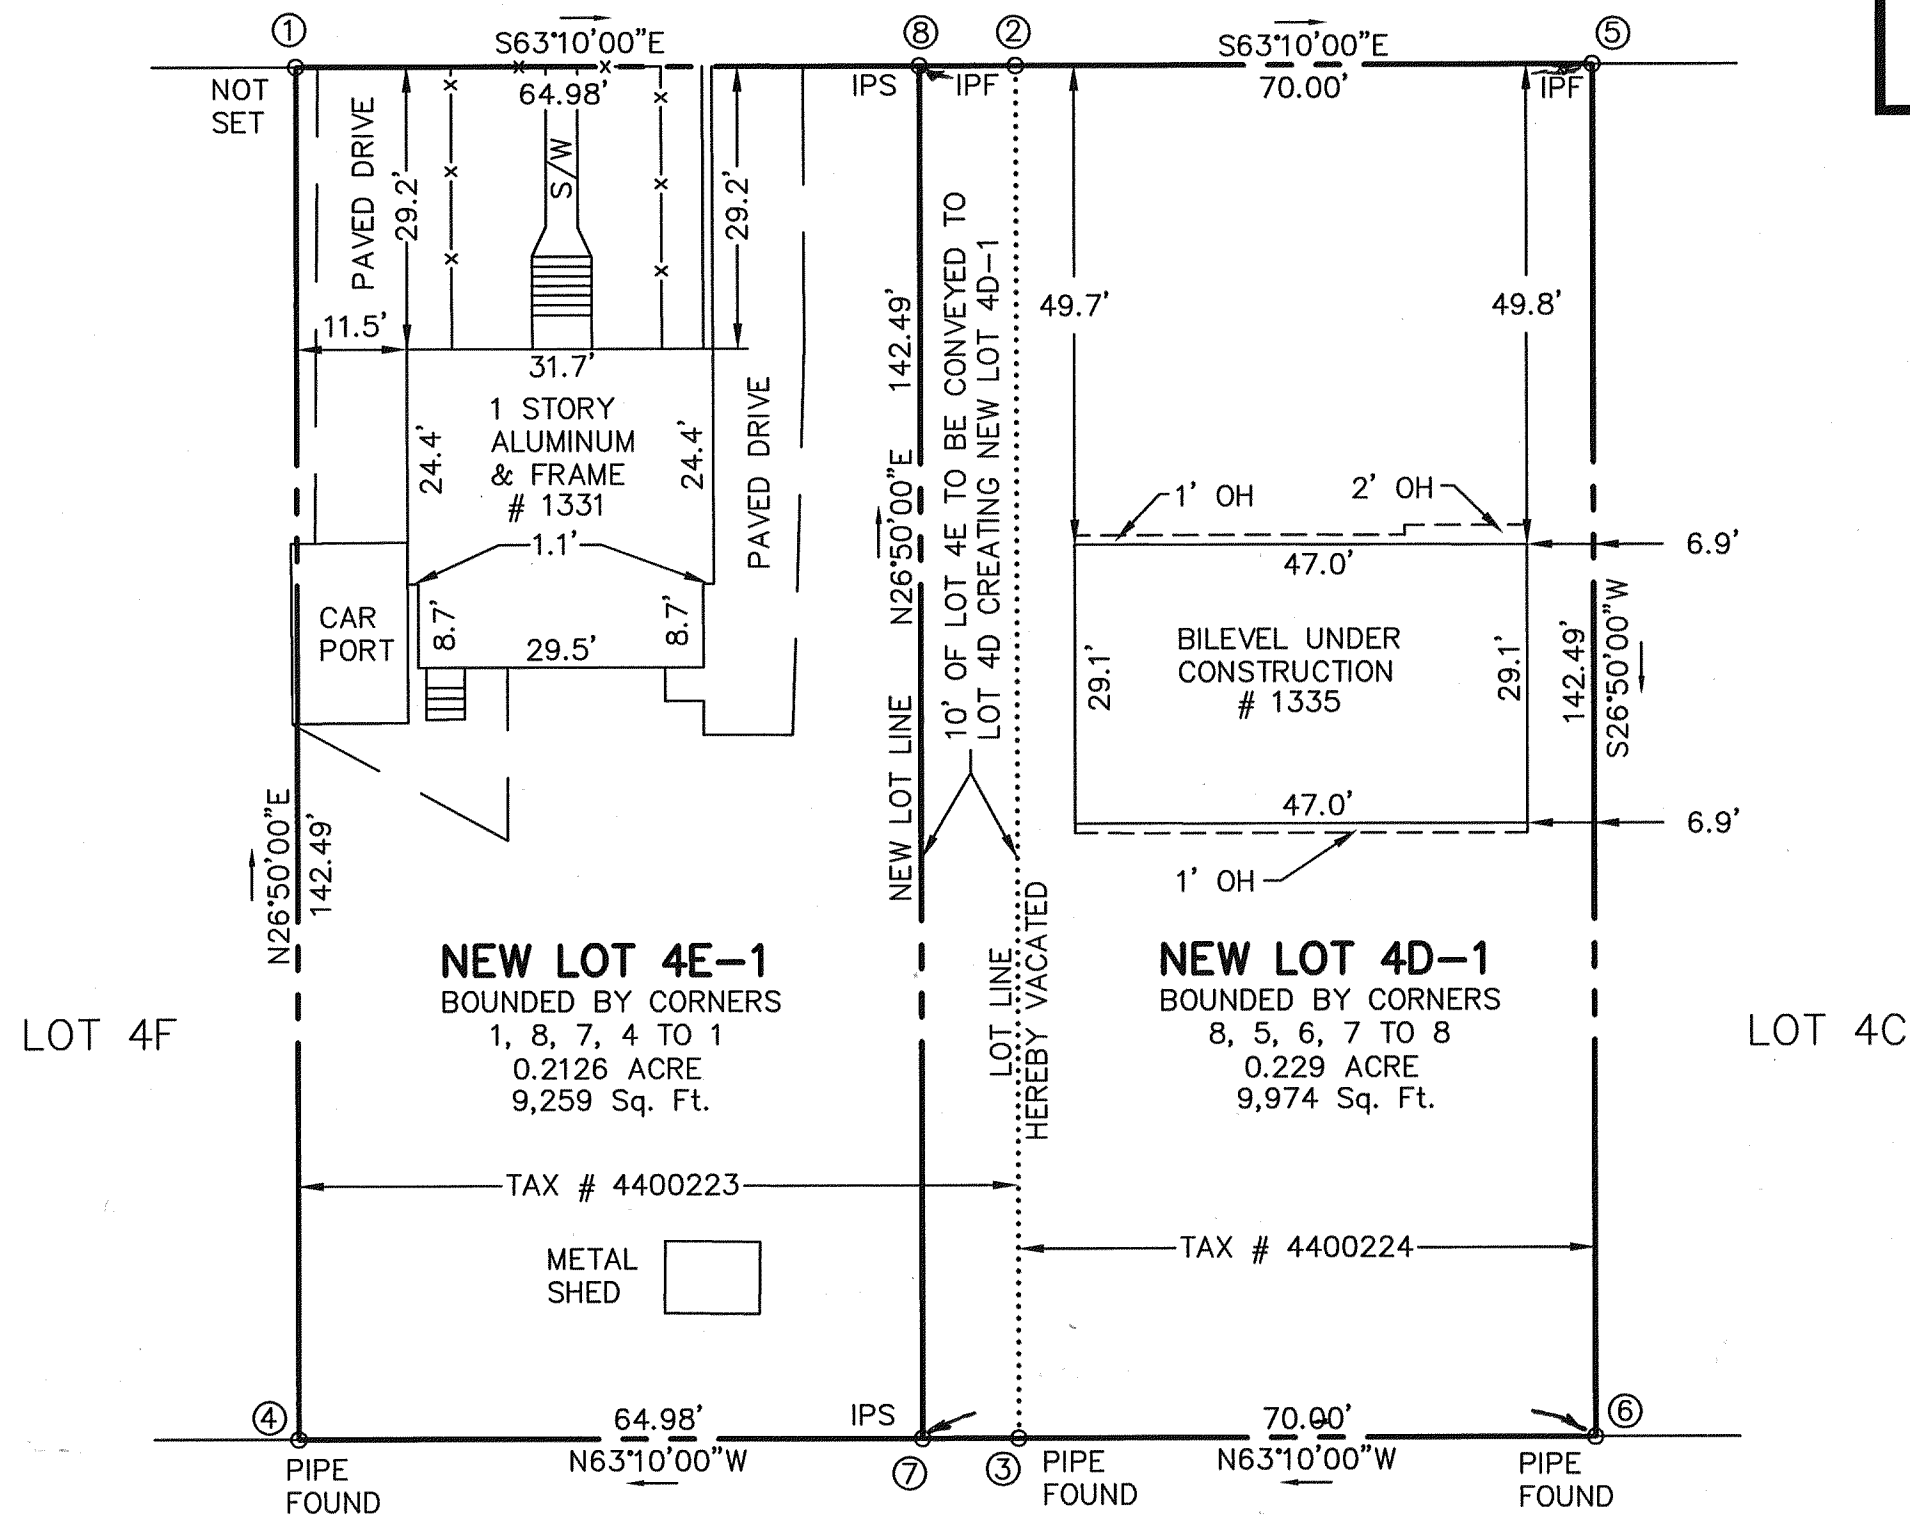 ①
⑧
②
⑤
S63°10'00"E
S63°10'00"E
NOT
SET
64.98'
IPS
IPF
70.00'
IPF
PAVED DRIVE
29.2'
S/W
29.2'
11.5'
31.7'
1 STORY
ALUMINUM
& FRAME
# 1331
24.4'
24.4'
1.1'
PAVED DRIVE
CAR
PORT
8.7'
8.7'
29.5'
N26°50'00"E
142.49'
NEW LOT LINE
N26°50'00"E
142.49'
10' OF LOT 4E TO BE CONVEYED TO
LOT 4D CREATING NEW LOT 4D-1
49.7'
49.8'
1' OH
2' OH
47.0'
6.9'
BILEVEL UNDER
CONSTRUCTION
# 1335
29.1'
29.1'
142.49'
S26°50'00"W
47.0'
6.9'
1' OH
LOT LINE
HEREBY VACATED
LOT 4F
NEW LOT 4E-1
BOUNDED BY CORNERS
1, 8, 7, 4 TO 1
0.2126 ACRE
9,259 Sq. Ft.
NEW LOT 4D-1
BOUNDED BY CORNERS
8, 5, 6, 7 TO 8
0.229 ACRE
9,974 Sq. Ft.
LOT 4C
TAX # 4400223
TAX # 4400224
METAL
SHED
④
64.98'
IPS
70.00'
⑥
N63°10'00"W
⑦
③
N63°10'00"W
PIPE
FOUND
PIPE
FOUND
PIPE
FOUND